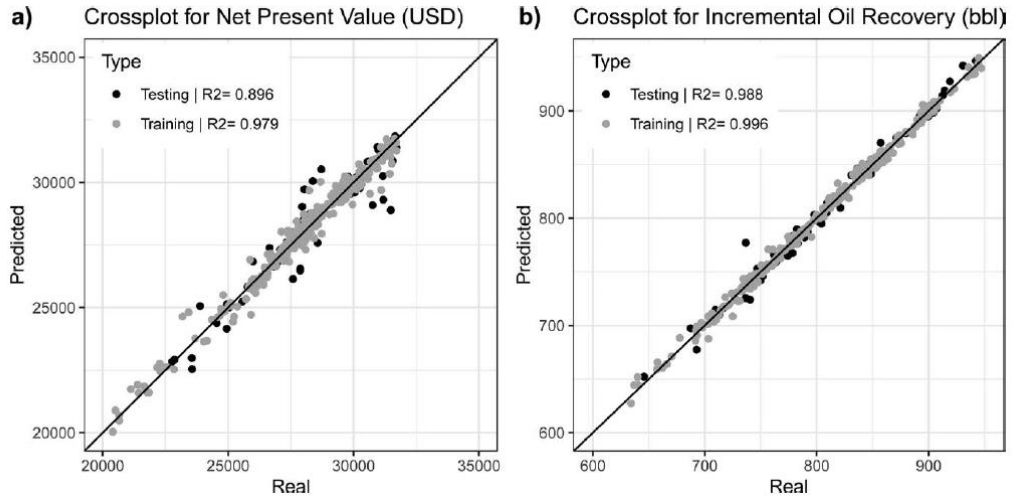 a) Crossplot for Net Present Value (USD)
35000
30000
25000
20000
Predicted
Type
Testing | R2= 0.896
Training | R2= 0.979
20000 25000 30000 35000
Real
b) Crossplot for Incremental Oil Recovery (bbl)
900
800
700
600
Predicted
Type
Testing | R2= 0.988
Training | R2= 0.996
600 700 800 900
Real